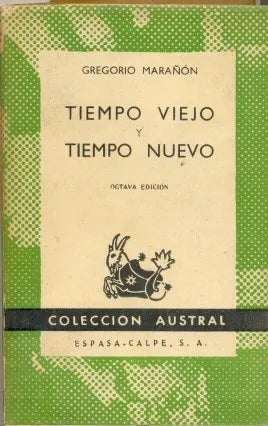 GREGORIO MARAÑÓN
TIEMPO VIEJO
Y
TIEMPO NUEVO
OCTAVA EDICIÓN
COLECCION AUSTRAL
ESPASA-CALPE, S. A.